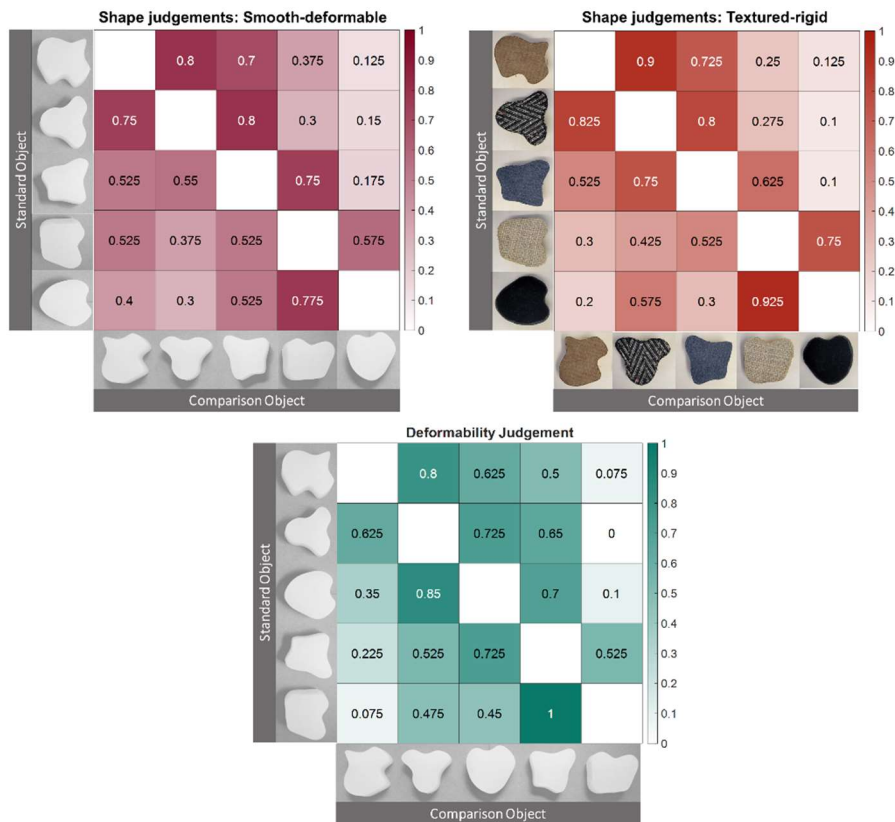 Shape judgements: Smooth-deformable
Standard Object
0.8 0.7 0.375 0.125
0.75 0.8 0.3 0.15
0.525 0.55 0.75 0.175
0.525 0.375 0.525 0.575
0.4 0.3 0.525 0.775
1
0.9
0.8
0.7
0.6
0.5
0.4
0.3
0.2
0.1
0
Comparison Object
Shape judgements: Textured-rigid
Standard Object
0.9 0.725 0.25 0.125
0.825 0.8 0.275 0.1
0.525 0.75 0.625 0.1
0.3 0.425 0.525 0.75
0.2 0.575 0.3 0.925
1
0.9
0.8
0.7
0.6
0.5
0.4
0.3
0.2
0.1
0
Comparison Object
Deformability Judgement
Standard Object
0.8 0.625 0.5 0.075
0.625 0.725 0.65 0
0.35 0.85 0.7 0.1
0.225 0.525 0.725 0.525
0.075 0.475 0.45 1
1
0.9
0.8
0.7
0.6
0.5
0.4
0.3
0.2
0.1
0
Comparison Object